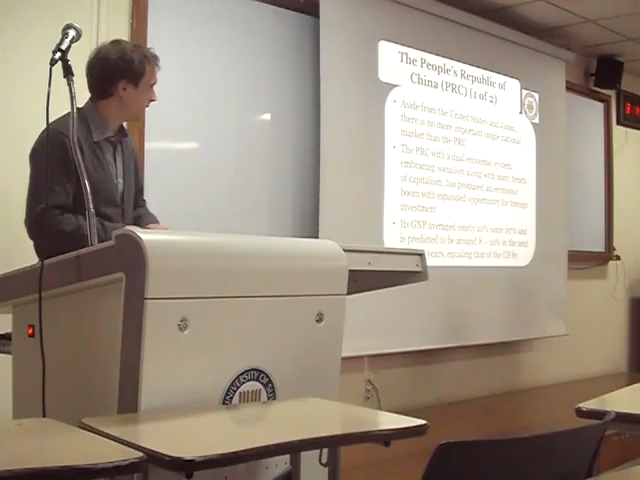 The People's Republic of
China (PRC) (1 of 2)
• Aside from the United States and Japan,
there is no more important single national
market than the PRC
• The PRC with a dual economic system,
embracing socialism along with many tenets
of capitalism, has produced an economic
boom with expanded opportunity for foreign
investment
• Its GNP averaged nearly 10% since 1970 and
is predicted to be around 8 – 10% in the next
years, equaling that of the US by
UNIVERSITY OF